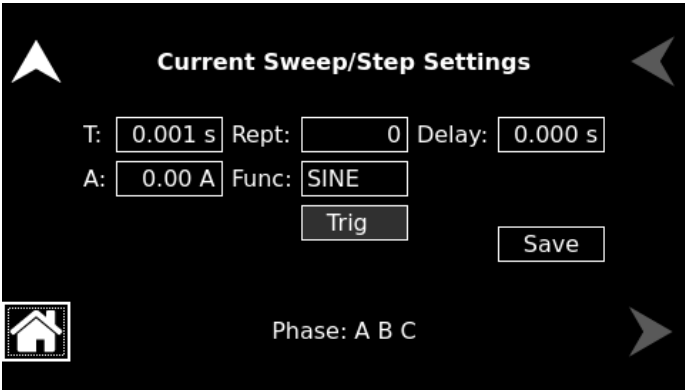 Current Sweep/Step Settings
T: 0.001 s Rept: 0 Delay: 0.000 s
A: 0.00 A Func: SINE
Trig
Save
Phase: A B C